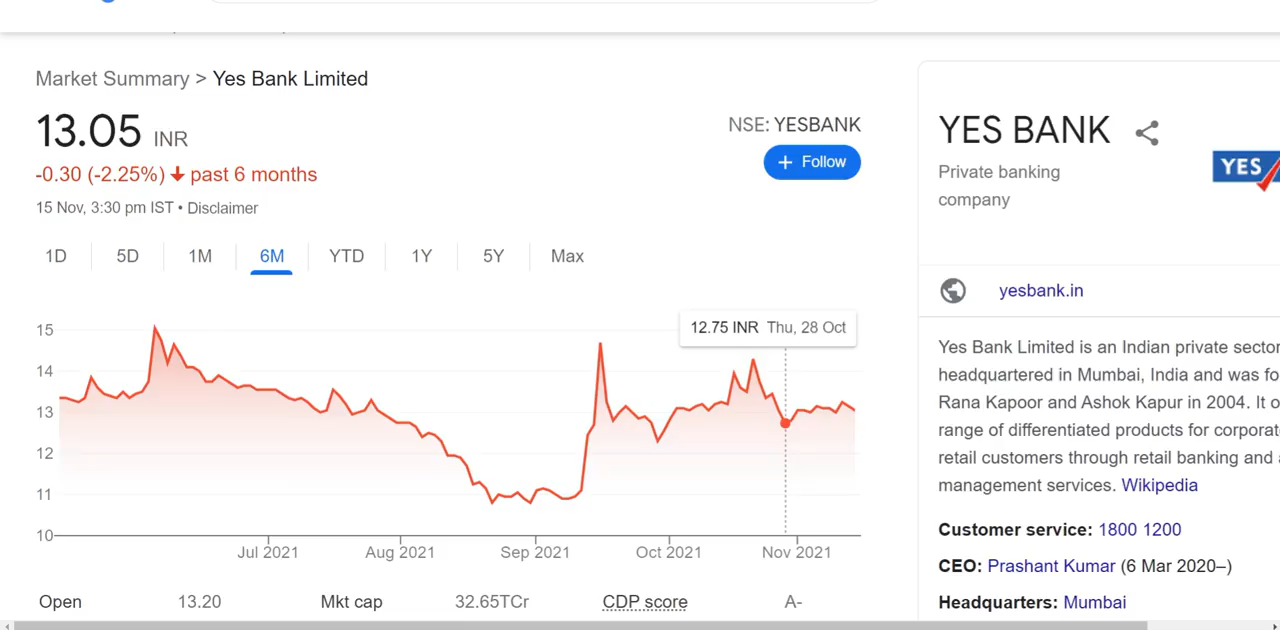 Market Summary > Yes Bank Limited
13.05 INR
-0.30 (-2.25%) past 6 months
15 Nov, 3:30 pm IST • Disclaimer
NSE: YESBANK
+ Follow
1D 5D 1M 6M YTD 1Y 5Y Max
12.75 INR Thu, 28 Oct
15
14
13
12
11
10
Jul 2021 Aug 2021 Sep 2021 Oct 2021 Nov 2021
Open 13.20 Mkt cap 32.65TCr CDP score A-
YES BANK
Private banking
company
YES
yesbank.in
Yes Bank Limited is an Indian private sector
headquartered in Mumbai, India and was fo
Rana Kapoor and Ashok Kapur in 2004. It o
range of differentiated products for corporat
retail customers through retail banking and
management services. Wikipedia
Customer service: 1800 1200
CEO: Prashant Kumar (6 Mar 2020–)
Headquarters: Mumbai